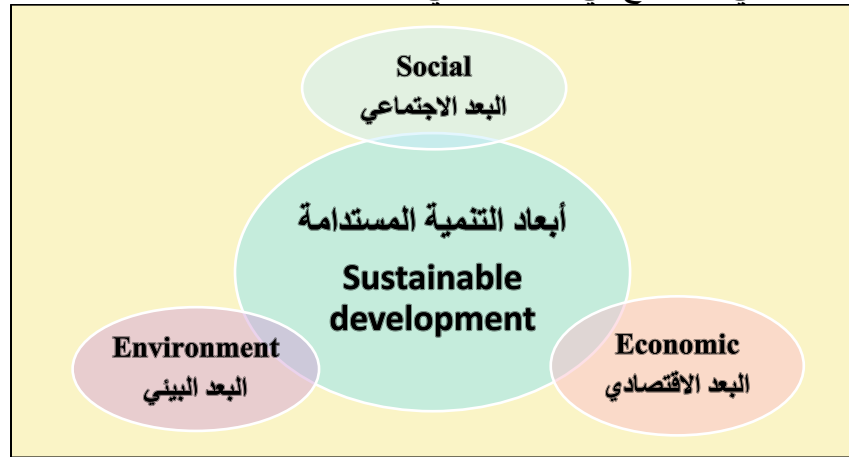 Social
البعد الاجتماعي
أبعاد التنمية المستدامة
Sustainable
development
Environment
البعد البيئي
Economic
البعد الاقتصادي